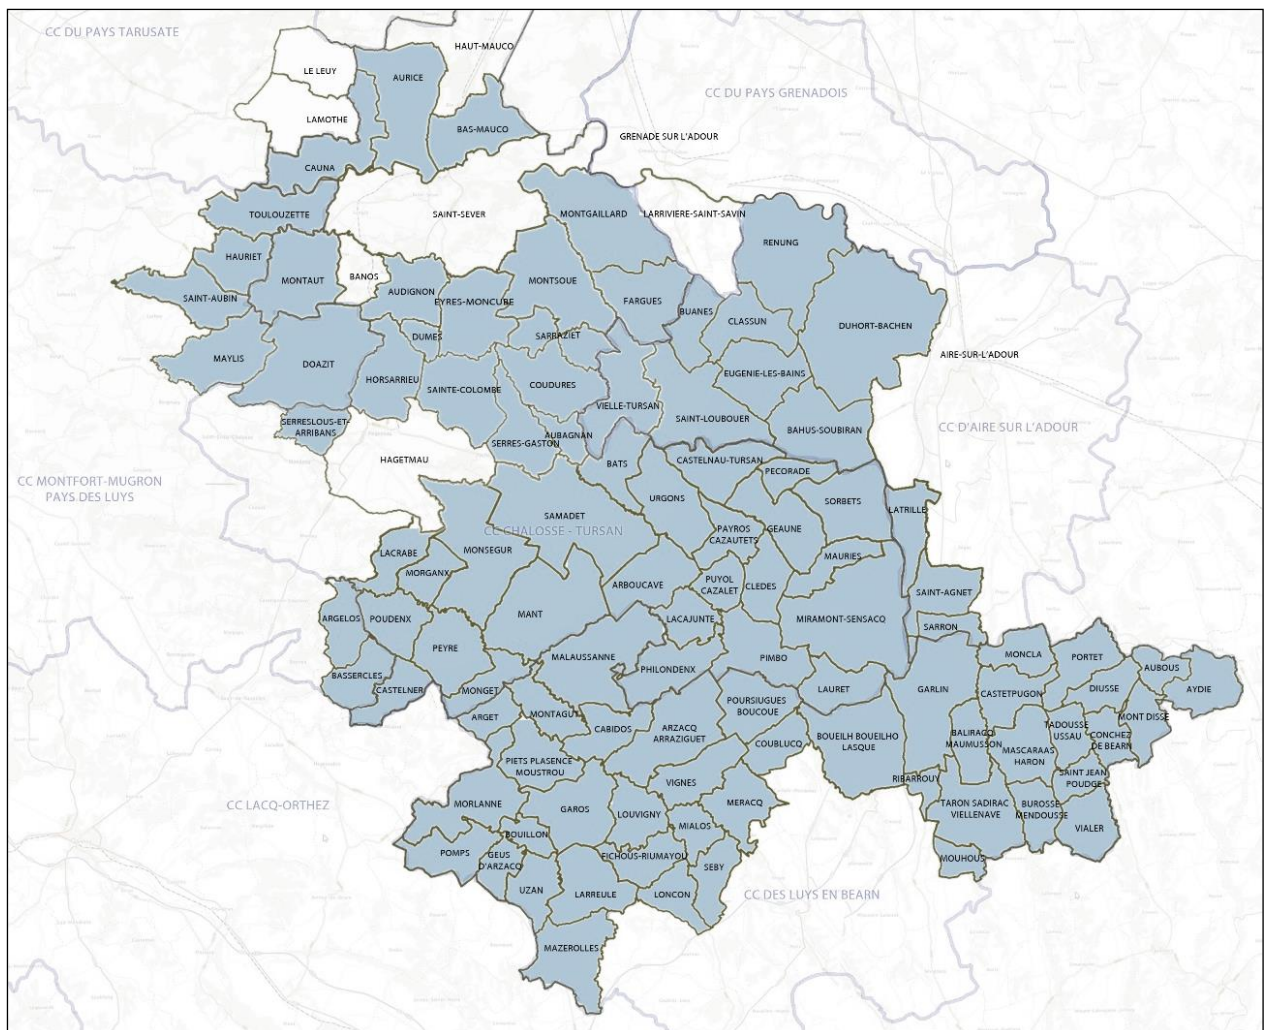 CC DU PAYS TARUSATE
HAUT-MAUCO
LE LEUY
AURICE
CC DU PAYS GRENADOIS
LAMOTHE
BAS-MAUCO
GRENADE SUR L'ADOUR
CAUNA
TOULOUZETTE
SAINT-SEVER
MONTGAILLARD
LARRIVIERE-SAINT-SAVIN
RENUNG
HAURIET
MONTAUT
BANOS
AUDIGNON
MONTSOUE
SAINT-AUBIN
EYRES-MONCUBE
FARGUES
BUANES
CLASSUN
DUHORT-BACHEN
DUMES
SARRAZIET
MAYLIS
DOAZIT
AIRE-SUR-L'ADOUR
HORSARRIEU
SAINTE-COLOMBE
COUDURES
EUGENIE-LES-BAINS
VIELLE-TURSAN
SAINT-LOUBOUER
SERRESLOUS-ET-
ARRIBANS
CC D'AIRE SUR L'ADOUR
BAHUS-SOUBIRAN
AUBAGNAN
SERRES-GASTON
HAGETMAU
BATS
CASTELNAU-TURSAN
PECORADE
CC MONTFORT-MUGRON
PAYS DES LUYS
URGONS
SORBETS
LATRILLE
SAMADET
CC CHALOSSE - TURSAN
PAYROS
CAZAUTETS
GEAUNE
LACRABE
MONSEGUR
MAURIES
MORGANX
ARBOUCAVE
PUYOL
CAZALET
CLEDES
SAINT-AGNET
ARGELOS
POUDENX
MANT
LACAJUNTE
MIRAMONT-SENSACQ
SARRON
PEYRE
MALAUSSANNE
PIMBO
MONCLA
PORTET
PHILONDENX
AUBOUS
BASSERCLES
CASTELNER
MONGET
LAURET
GARLIN
CASTETPUGON
DIUSSE
AYDIE
POURSIUGUES
BOUCOUE
ARGET
MONTAGUT
CABIDOS
ARZACQ
ARRAZIGUET
MONT DISSE
BOUEILH BOUEILHO
LASQUE
BALIRACQ
MAUMUSSON
TADOUSSE
USSAU
CONCHEZ
DE BEARN
COUBLUCQ
MASCARAAS
HARON
PIETS PLASENCE
MOUSTROU
VIGNES
RIBARROUY
SAINT JEAN
POUDGE
CC LACQ-ORTHEZ
MORLANNE
GAROS
LOUVIGNY
MERACQ
TARON SADIRAC
VIELLENAVE
BUROSSE
MENDOUSSE
MIALOS
VIALER
BOUILLON
POMPS
GEUS
D'ARZACQ
FICHOUS-RIUMAYOU
MOUHOUS
SEBY
UZAN
LARREULE
LONCON
CC DES LUYS EN BEARN
MAZEROLLES